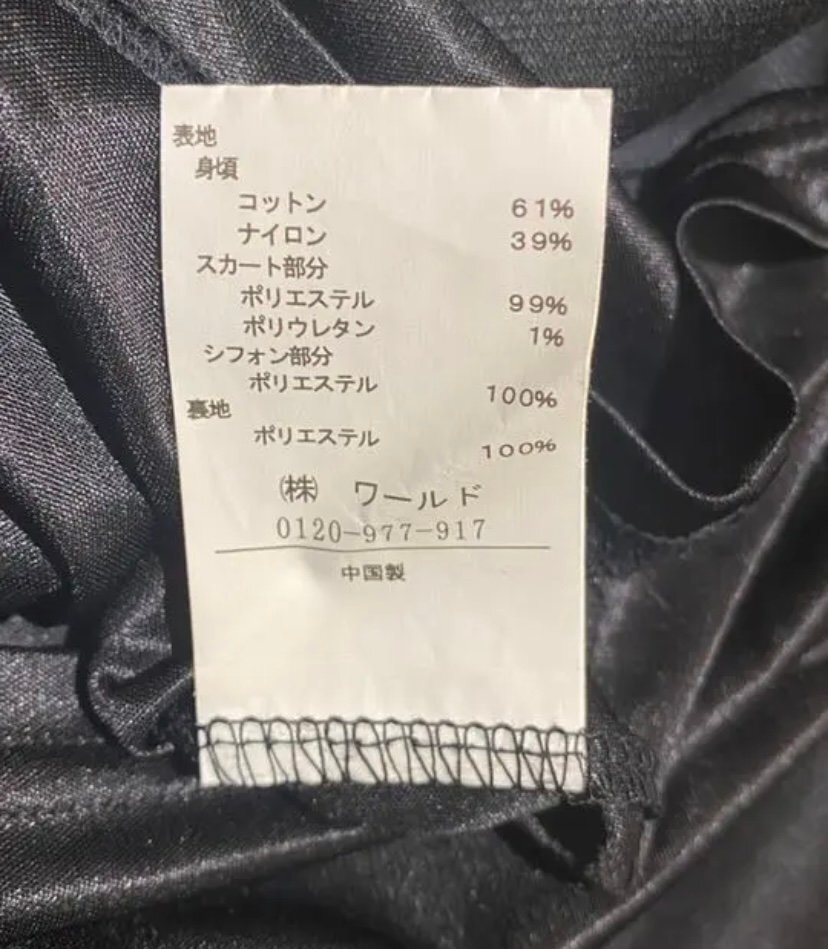 表地
身頃
コットン 61%
ナイロン 39%
スカート部分
ポリエステル 99%
ポリウレタン 1%
シフォン部分
ポリエステル 100%
裏地
ポリエステル 100%
㈱ ワールド
0120-977-917
中国製